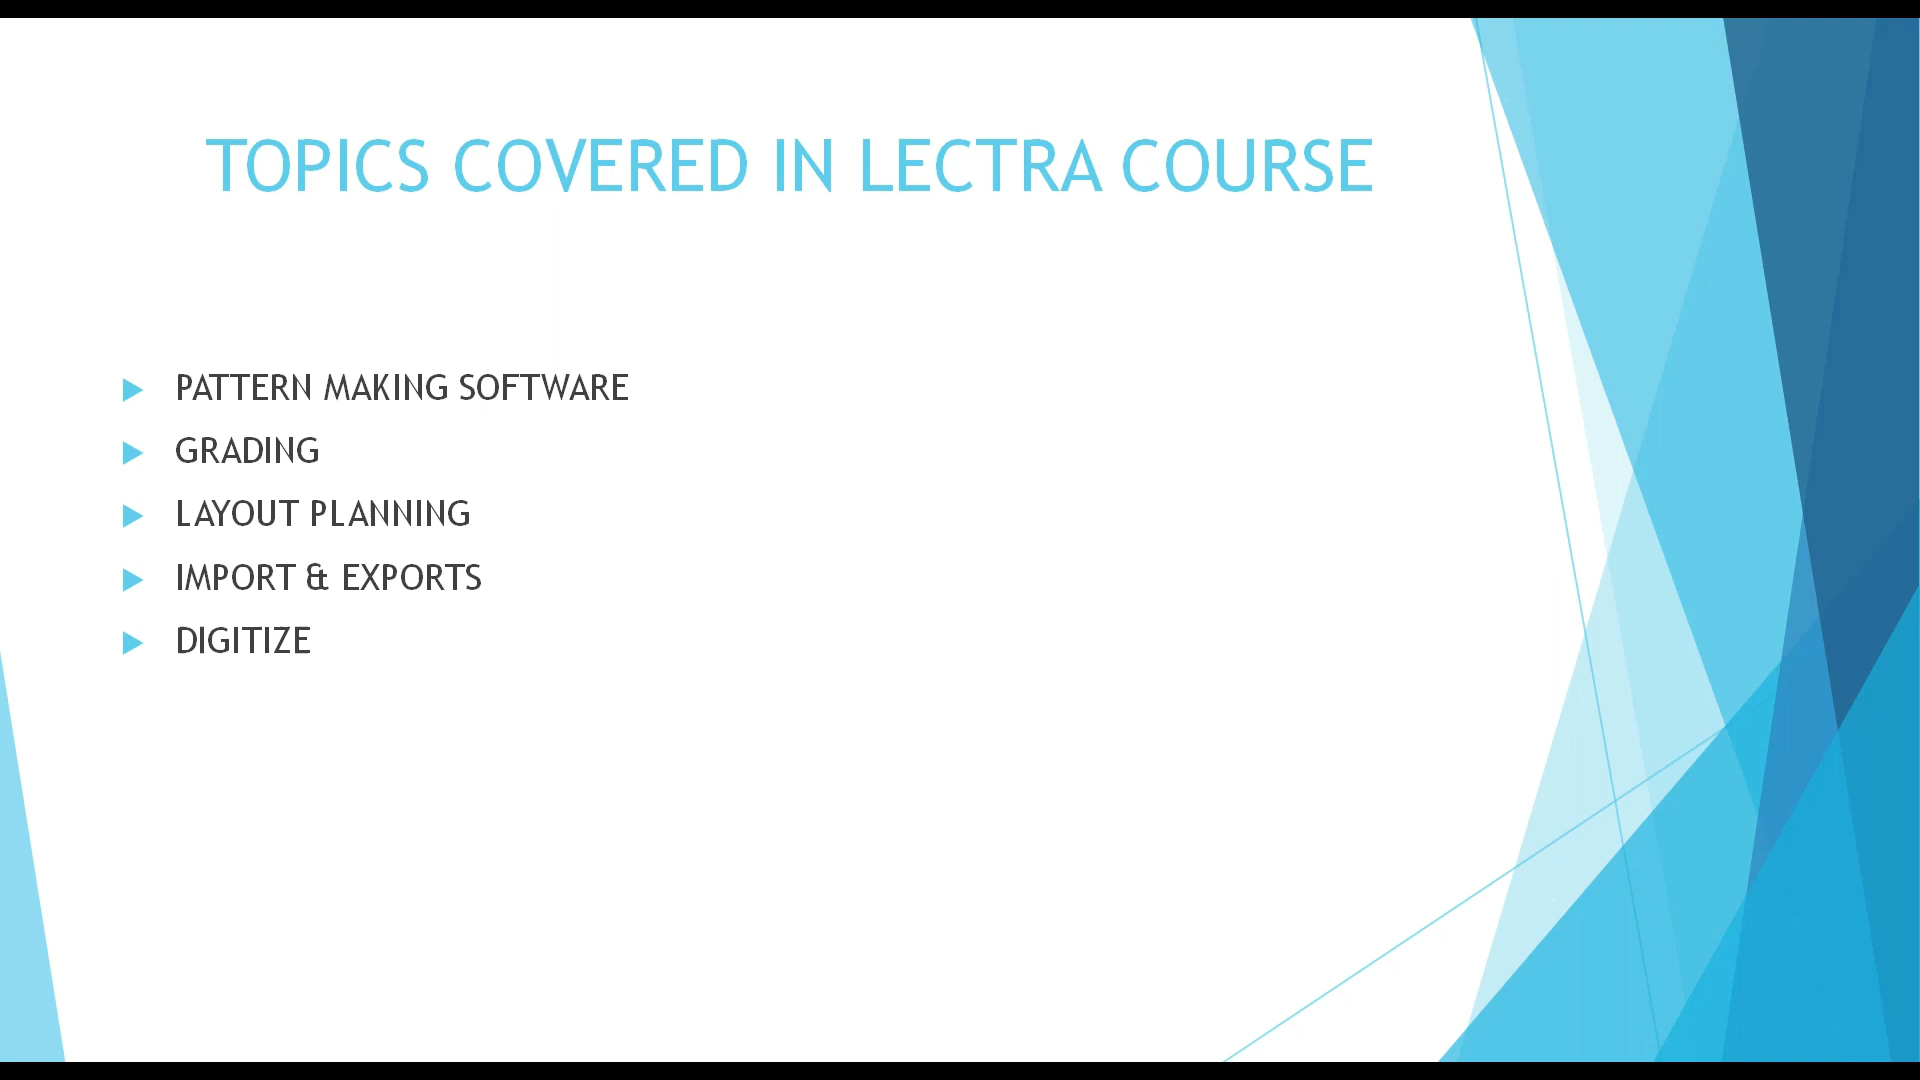 TOPICS COVERED IN LECTRA COURSE
PATTERN MAKING SOFTWARE
GRADING
LAYOUT PLANNING
IMPORT & EXPORTS
DIGITIZE